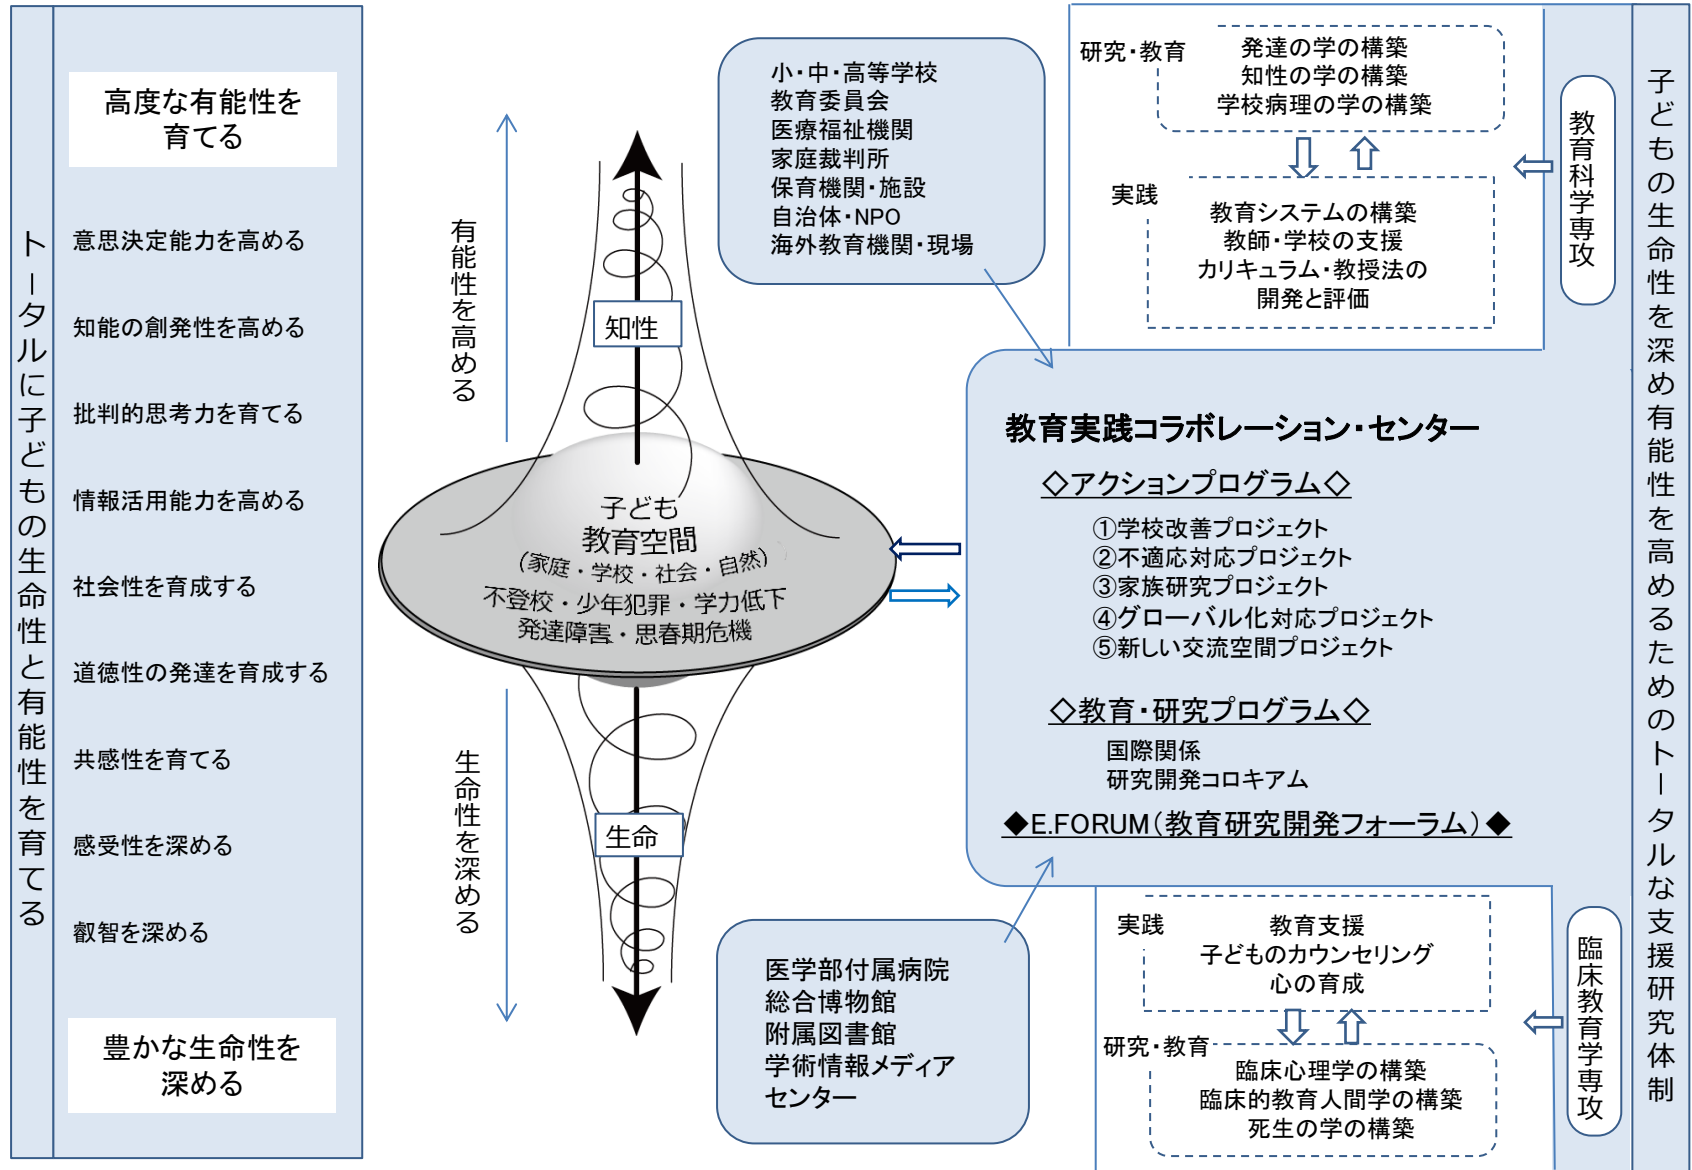 トータルに子どもの生命性と有能性を育てる
高度な有能性を
育てる
意思決定能力を高める
知能の創発性を高める
批判的思考力を育てる
情報活用能力を高める
社会性を育成する
道徳性の発達を育成する
共感性を育てる
感受性を深める
叡智を深める
豊かな生命性を
深める
有能性を高める
生命性を深める
知性
子ども
教育空間
(家庭・学校・社会・自然)
不登校・少年犯罪・学力低下
発達障害・思春期危機
生命
小・中・高等学校
教育委員会
医療福祉機関
家庭裁判所
保育機関・施設
自治体・NPO
海外教育機関・現場
研究・教育
発達の学の構築
知性の学の構築
学校病理の学の構築
実践
教育システムの構築
教師・学校の支援
カリキュラム・教授法の
開発と評価
教育科学専攻
教育実践コラボレーション・センター
◇アクションプログラム◇
①学校改善プロジェクト
②不適応対応プロジェクト
③家族研究プロジェクト
④グローバル化対応プロジェクト
⑤新しい交流空間プロジェクト
◇教育・研究プログラム◇
国際関係
研究開発コロキアム
◆E.FORUM（教育研究開発フォーラム）◆
医学部付属病院
総合博物館
附属図書館
学術情報メディア
センター
実践
教育支援
子どものカウンセリング
心の育成
研究・教育
臨床心理学の構築
臨床的教育人間学の構築
死生の学の構築
臨床教育学専攻
子どもの生命性を深め有能性を高めるためのトータルな支援研究体制